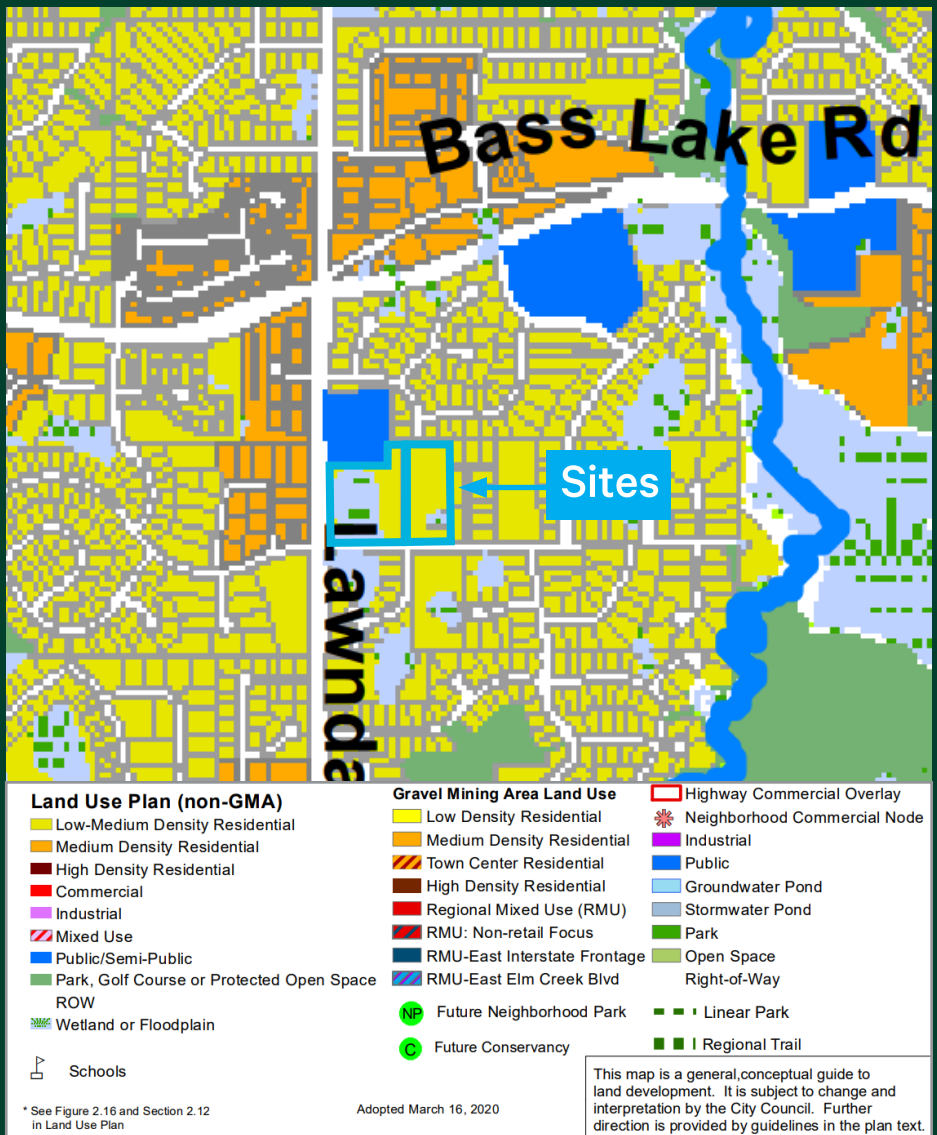 Bass Lake Rd
Sites
Lawnda
Land Use Plan (non-GMA)
Low-Medium Density Residential
Medium Density Residential
High Density Residential
Commercial
Industrial
Mixed Use
Public/Semi-Public
Park, Golf Course or Protected Open Space
ROW
Wetland or Floodplain
Schools
* See Figure 2.16 and Section 2.12
in Land Use Plan
Gravel Mining Area Land Use
Low Density Residential
Medium Density Residential
Town Center Residential
High Density Residential
Regional Mixed Use (RMU)
RMU: Non-retail Focus
RMU-East Interstate Frontage
RMU-East Elm Creek Blvd
NP Future Neighborhood Park
C Future Conservancy
Adopted March 16, 2020
Highway Commercial Overlay
Neighborhood Commercial Node
Industrial
Public
Groundwater Pond
Stormwater Pond
Park
Open Space
Right-of-Way
Linear Park
Regional Trail
This map is a general,conceptual guide to
land development. It is subject to change and
interpretation by the City Council. Further
direction is provided by guidelines in the plan text.